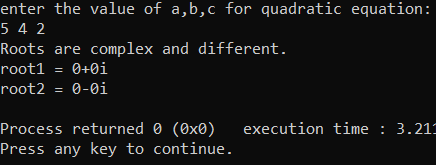 enter the value of a,b,c for quadratic equation:
5 4 2
Roots are complex and different.
root1 = 0+0i
root2 = 0-0i
Process returned 0 (0x0)   execution time : 3.211
Press any key to continue.